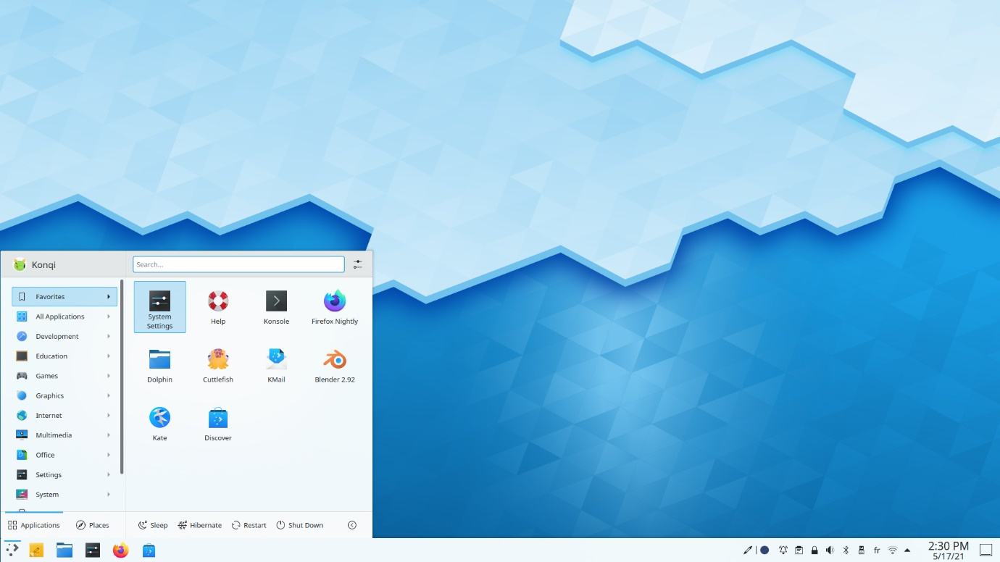 Konqi
Search...
Favorites
All Applications
Development
Education
Games
Graphics
Internet
Multimedia
Office
Settings
System
System
Settings
Help
Konsole
Firefox Nightly
Dolphin
Cuttlefish
KMail
Blender 2.92
Kate
Discover
Applications
Places
Sleep
Hibernate
Restart
Shut Down
fr
2:30 PM
5/17/21